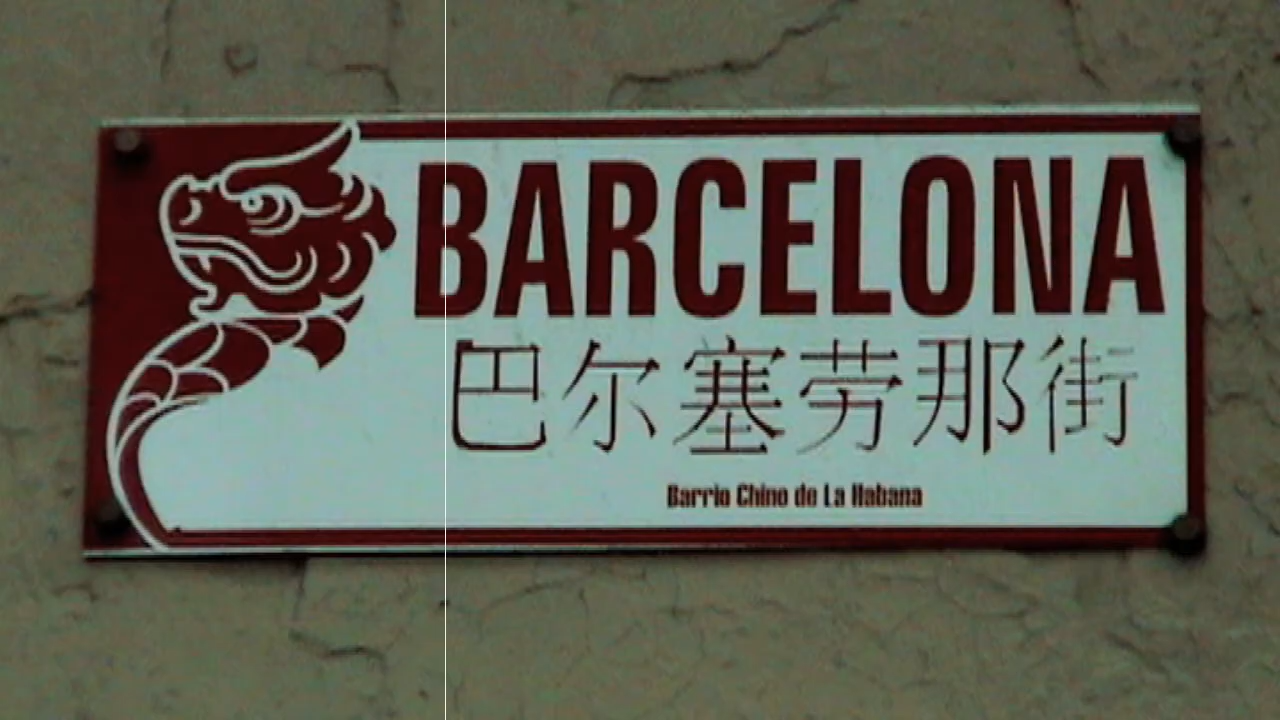 BARCELONA
巴尔塞劳那街
Barrio Chino de La Habana